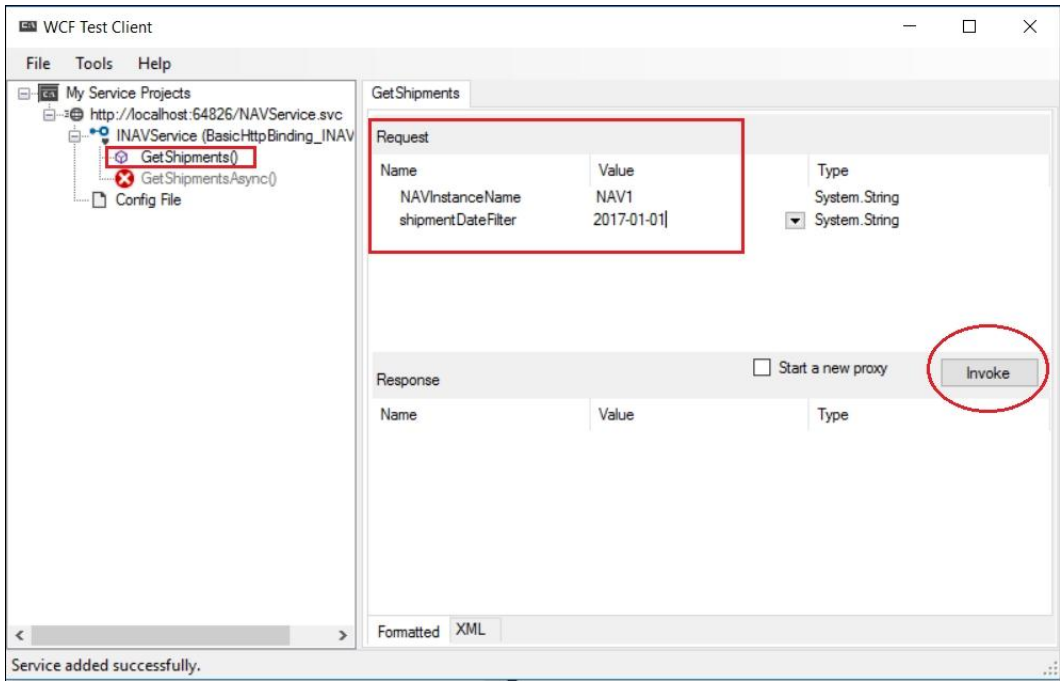 WCF Test Client
File Tools Help
My Service Projects
http://localhost:64826/NAVService.svc
INAVService (BasicHttpBinding_INAV
GetShipments()
GetShipmentsAsync()
Config File
GetShipments
Request
Name Value Type
NAVInstanceName NAV1 System.String
shipmentDateFilter 2017-01-01 System.String
Start a new proxy Invoke
Response
Name Value Type
Formatted XML
Service added successfully.